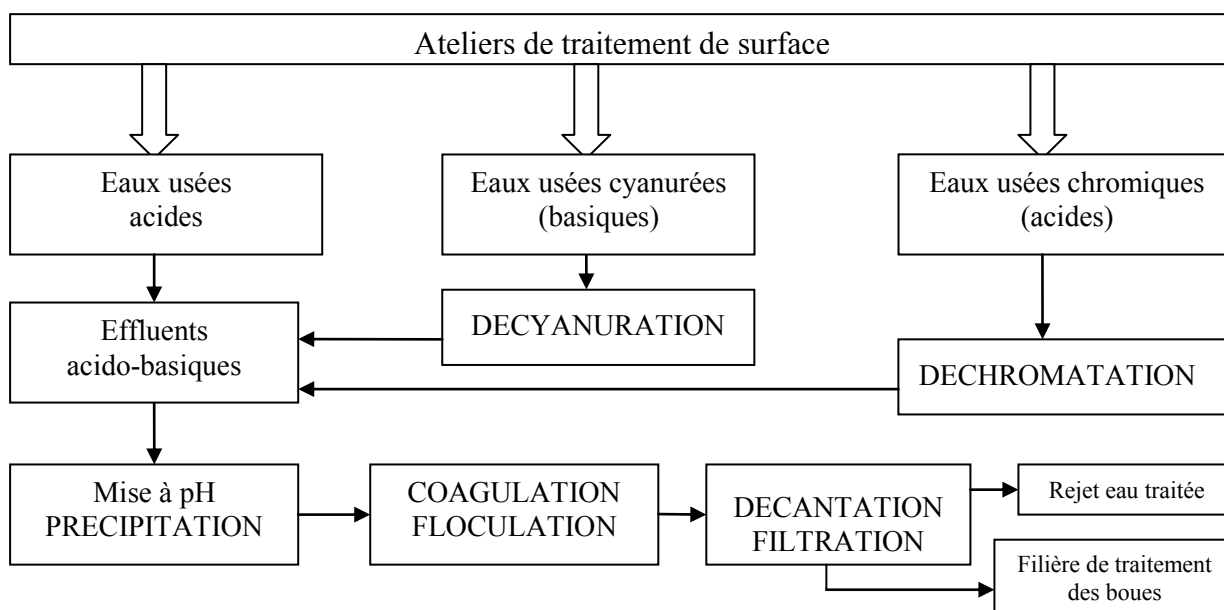 Ateliers de traitement de surface
Eaux usées
acides
Eaux usées cyanurées
(basiques)
Eaux usées chromiques
(acides)
Effluents
acido-basiques
DECYANURATION
DECHROMATATION
Mise à pH
PRECIPITATION
COAGULATION
FLOCULATION
DECANTATION
FILTRATION
Rejet eau traitée
Filière de traitement
des boues